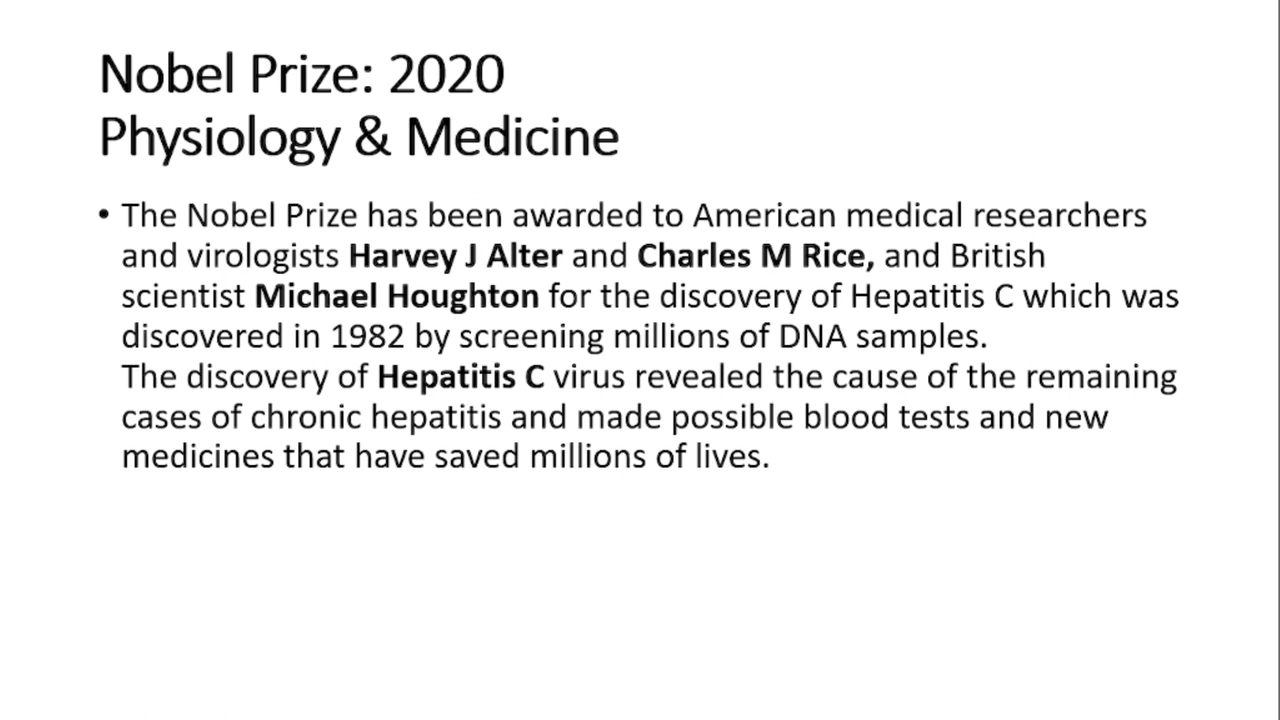 Nobel Prize: 2020
Physiology & Medicine
• The Nobel Prize has been awarded to American medical researchers
and virologists Harvey J Alter and Charles M Rice, and British
scientist Michael Houghton for the discovery of Hepatitis C which was
discovered in 1982 by screening millions of DNA samples.
The discovery of Hepatitis C virus revealed the cause of the remaining
cases of chronic hepatitis and made possible blood tests and new
medicines that have saved millions of lives.